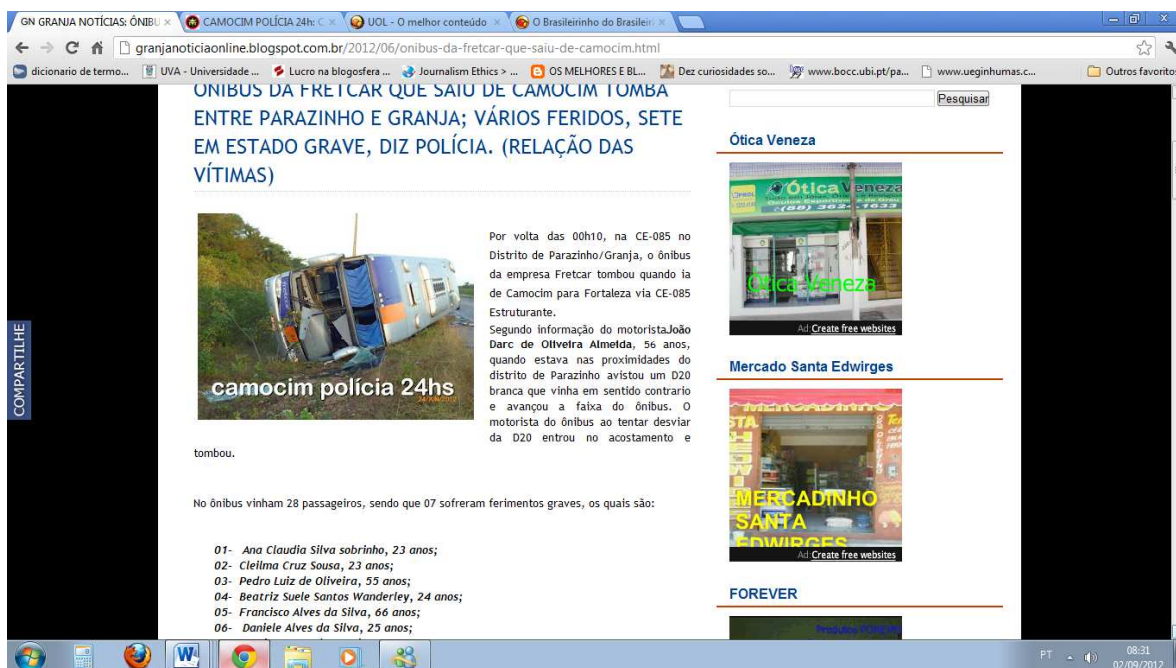 GN GRANJA NOTÍCIAS: ÔNIBU
CAMOCIM POLÍCIA 24h: C
UOL - O melhor conteúdo
O Brasileirinho do Brasileir
granjanoticiaonline.blogspot.com.br/2012/06/onibus-da-fretcar-que-saiu-de-camocim.html
dicionario de termo...
UVA - Universidade ...
Lucro na blogosfera ...
Journalism Ethics > ...
OS MELHORES E BL...
Dez curiosidades so...
www.bocc.ubi.pt/pa...
www.ueginhumas.c...
Outros favoritos
ÔNIBUS DA FRETCAR QUE SAIU DE CAMOCIM TOMBA
ENTRE PARAZINHO E GRANJA; VÁRIOS FERIDOS, SETE
EM ESTADO GRAVE, DIZ POLÍCIA. (RELAÇÃO DAS
VÍTIMAS)
camocim polícia 24hs
Por volta das 00h10, na CE-085 no
Distrito de Parazinho/Granja, o ônibus
da empresa Fretcar tombou quando ia
de Camocim para Fortaleza via CE-085
Estruturante.
Segundo informação do motoristaJoão
Darc de Oliveira Almeida, 56 anos,
quando estava nas proximidades do
distrito de Parazinho avistou um D20
branca que vinha em sentido contrario
e avançou a faixa do ônibus. O
motorista do ônibus ao tentar desviar
da D20 entrou no acostamento e
tombou.
No ônibus vinham 28 passageiros, sendo que 07 sofreram ferimentos graves, os quais são:
01- Ana Claudia Silva sobrinho, 23 anos;
02- Cleilma Cruz Sousa, 23 anos;
03- Pedro Luiz de Oliveira, 55 anos;
04- Beatriz Suele Santos Wanderley, 24 anos;
05- Francisco Alves da Silva, 66 anos;
06- Daniele Alves da Silva, 25 anos;
COMPARTILHE
Pesquisar
Ótica Veneza
Ótica Veneza
(88) 3624.1633
Ótica Veneza
Ad:Create free websites
Mercado Santa Edwirges
MERCADINHO
MERCADINHO
SANTA
EDWIRGES
Ad:Create free websites
FOREVER
Produtos FOREVER
PT
08:31
02/09/2012